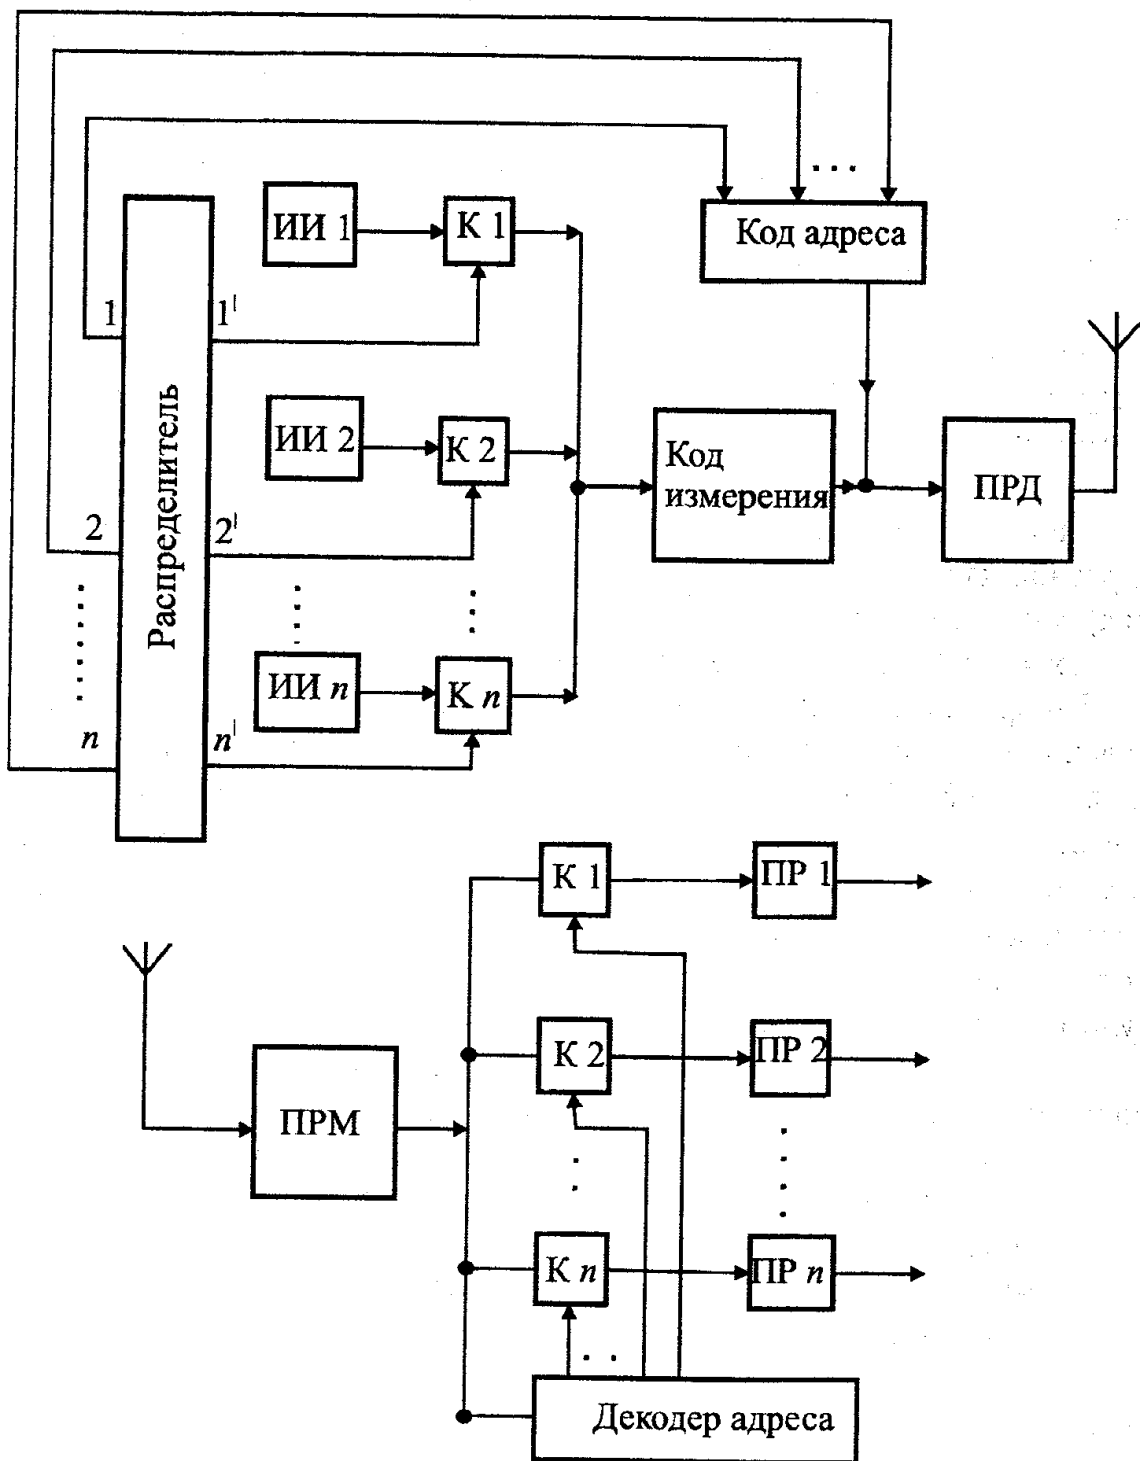 Код адреса
ИИ 1
К 1
1
1'
ИИ 2
К 2
Код
измерения
ПРД
2
2'
Распределитель
ИИ n
К n
n
n'
К 1
ПР 1
К 2
ПР 2
ПРМ
К n
ПР n
Декодер адреса